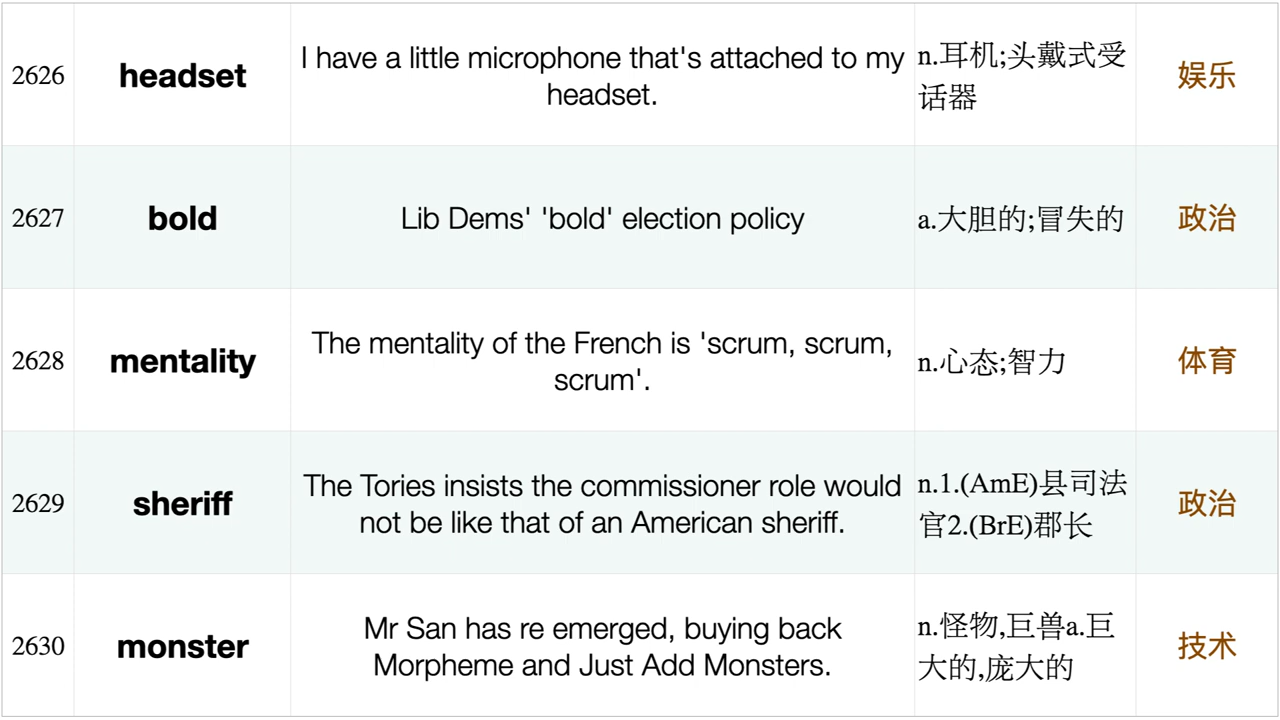 2626 headset I have a little microphone that's attached to my headset. n.耳机;头戴式受话器 娱乐
2627 bold Lib Dems' 'bold' election policy a.大胆的;冒失的 政治
2628 mentality The mentality of the French is 'scrum, scrum, scrum'. n.心态;智力 体育
2629 sheriff The Tories insists the commissioner role would not be like that of an American sheriff. n.1.(AmE)县司法官2.(BrE)郡长 政治
2630 monster Mr San has re emerged, buying back Morpheme and Just Add Monsters. n.怪物,巨兽a.巨大的,庞大的 技术